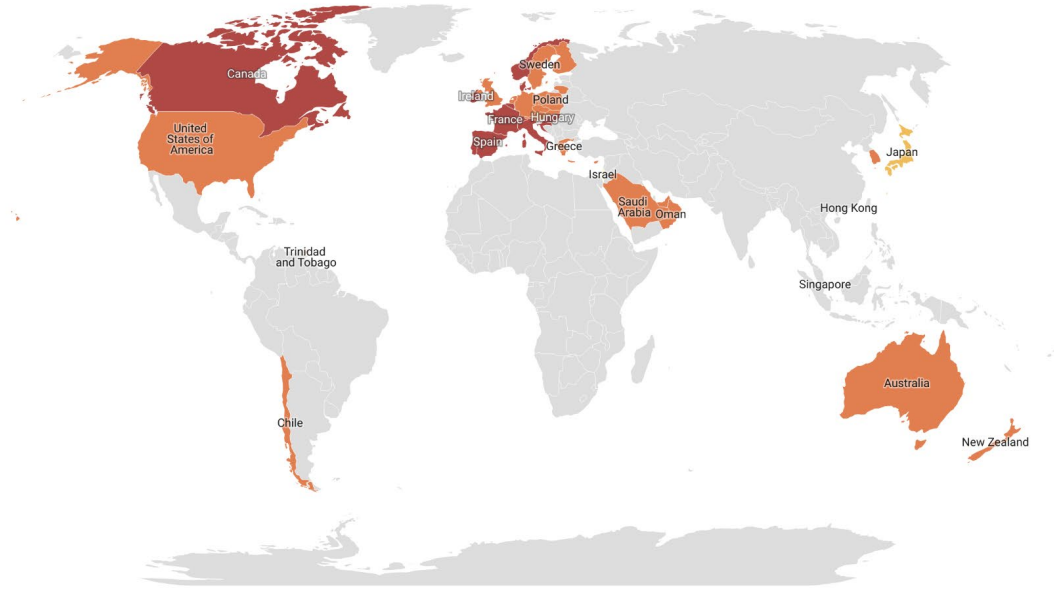 Canada
Sweden
Ireland
Poland
France
Hungary
United
States of
America
Spain
Greece
Japan
Israel
Saudi
Arabia
Oman
Hong Kong
Trinidad
and Tobago
Singapore
Australia
Chile
New Zealand